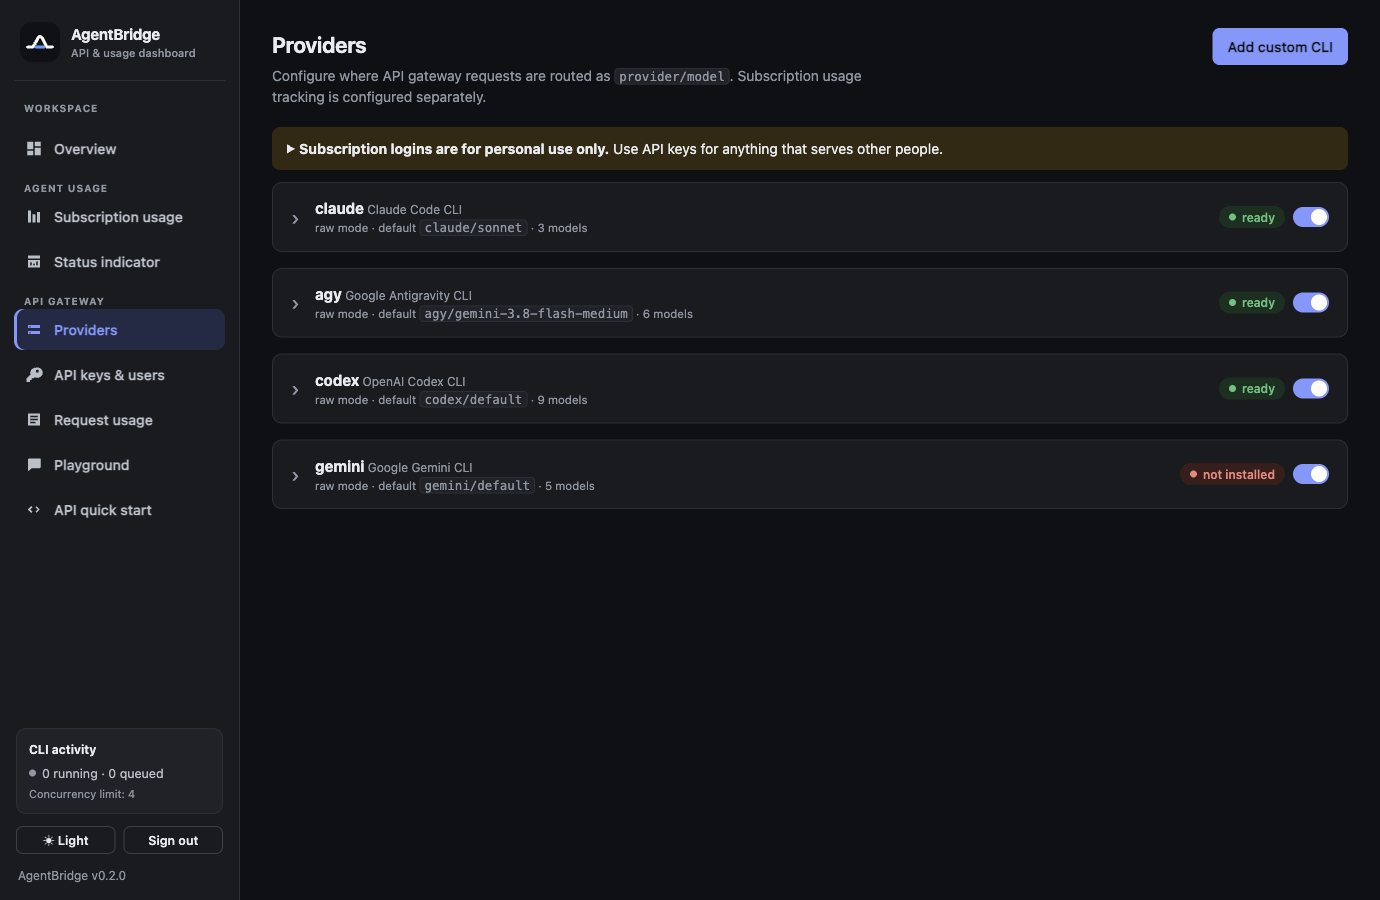 AgentBridge
API & usage dashboard
WORKSPACE
Overview
AGENT USAGE
Subscription usage
Status indicator
API GATEWAY
Providers
API keys & users
Request usage
Playground
API quick start
CLI activity
0 running · 0 queued
Concurrency limit: 4
Light
Sign out
AgentBridge v0.2.0
Providers
Configure where API gateway requests are routed as provider/model. Subscription usage
tracking is configured separately.
Add custom CLI
Subscription logins are for personal use only. Use API keys for anything that serves other people.
claude Claude Code CLI
raw mode · default claude/sonnet · 3 models
ready
agy Google Antigravity CLI
raw mode · default agy/gemini-3.8-flash-medium · 6 models
ready
codex OpenAI Codex CLI
raw mode · default codex/default · 9 models
ready
gemini Google Gemini CLI
raw mode · default gemini/default · 5 models
not installed